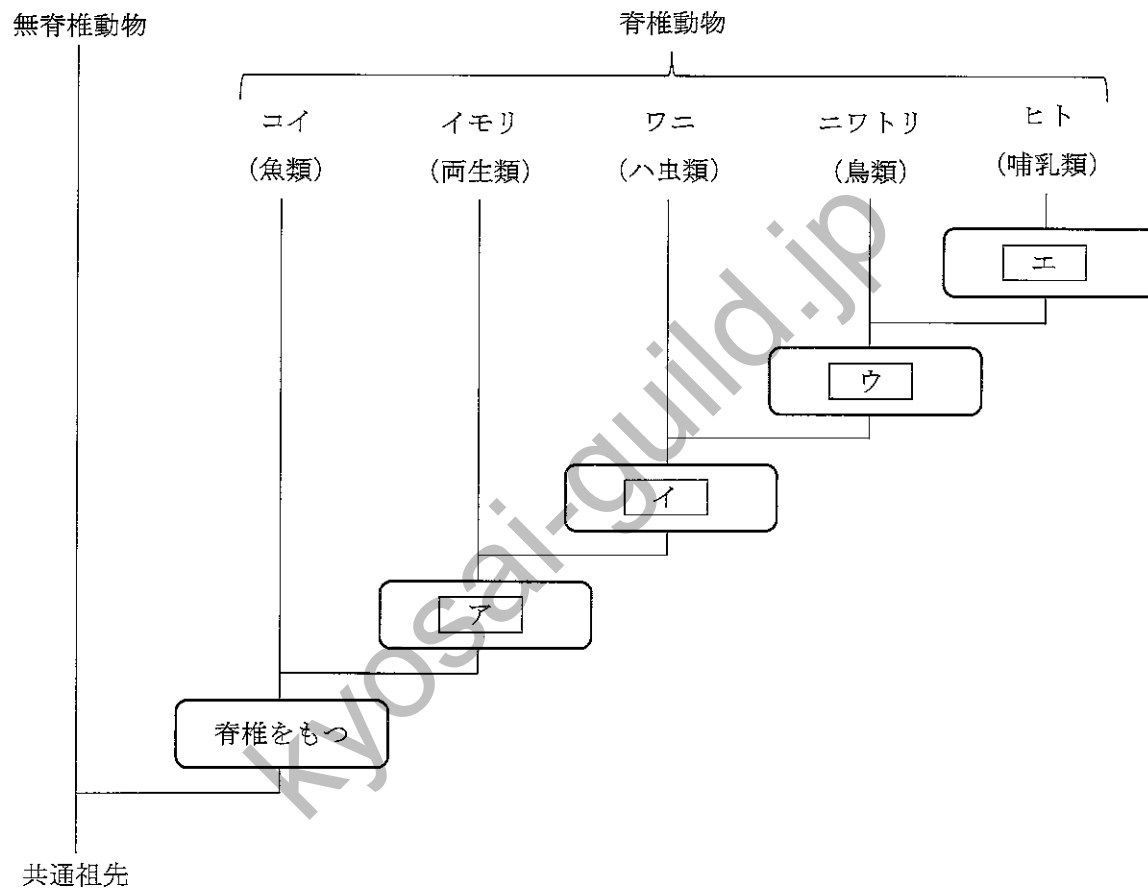 無脊椎動物
脊椎動物
コイ
(魚類)
イモリ
(両生類)
ワニ
(ハ虫類)
ニワトリ
(鳥類)
ヒト
(哺乳類)
エ
ウ
イ
ア
脊椎をもつ
共通祖先
kyosai-guild.jp